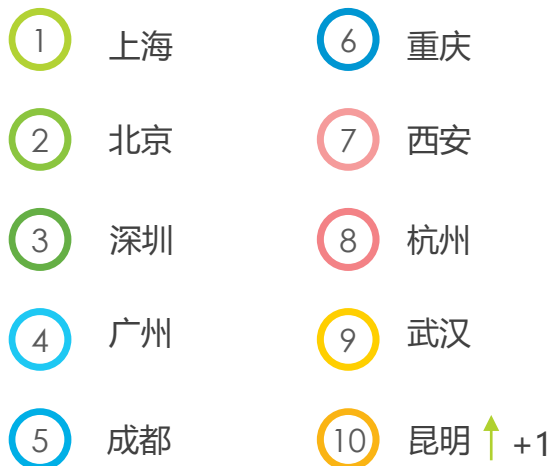 1 上海
2 北京
3 深圳
4 广州
5 成都
6 重庆
7 西安
8 杭州
9 武汉
10 昆明 +1